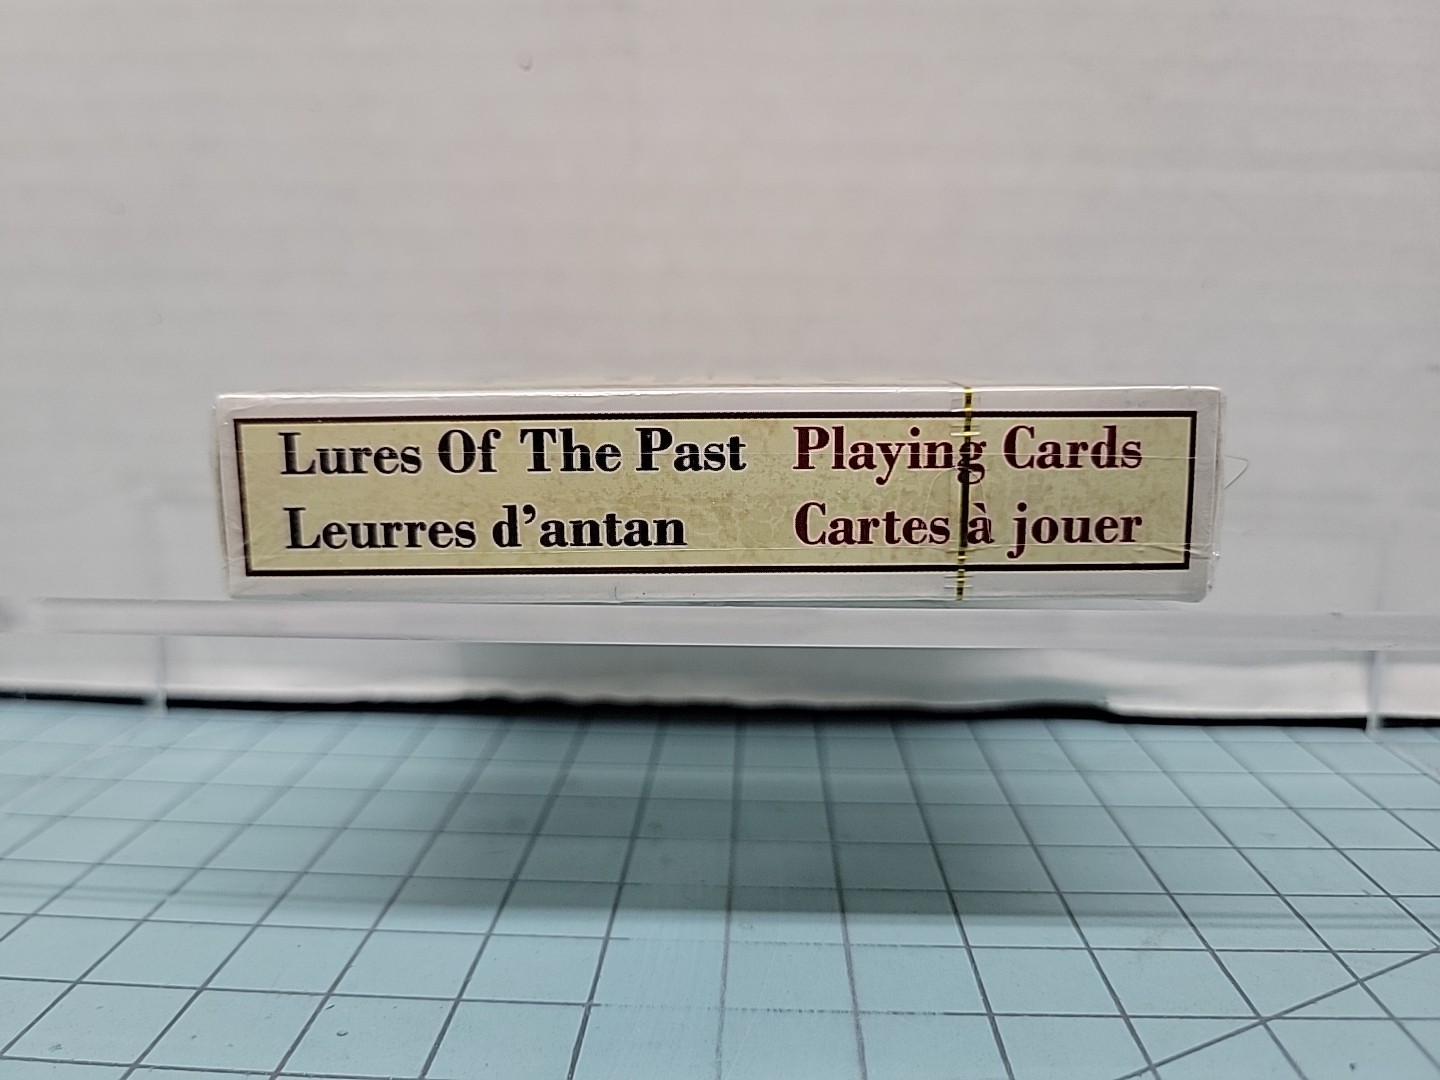 Lures Of The Past Playing Cards
Leurres d’antan Cartes à jouer